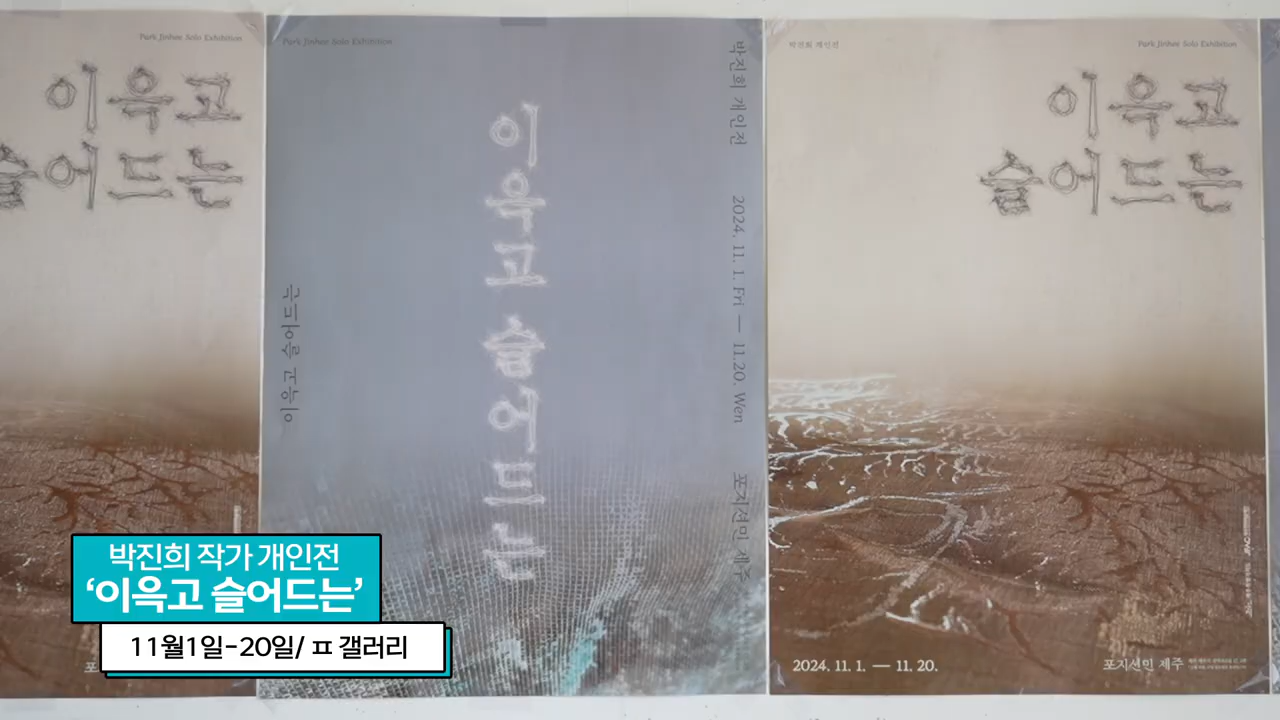 Park Jinhee Solo Exhibition
이윽고
슬어드는
Park Jinhee Solo Exhibition
박진희 개인전
2024. 11. 1. Fri — 11.20. Wen
포지션민 제주
이윽고 슬어드는
이윽고 슬어드는
박진희 개인전
Park Jinhee Solo Exhibition
이윽고
슬어드는
2024. 11. 1. — 11. 20.
포지션민 제주
박진희 작가 개인전
‘이윽고 슬어드는’
11월1일-20일/ ㅍ 갤러리